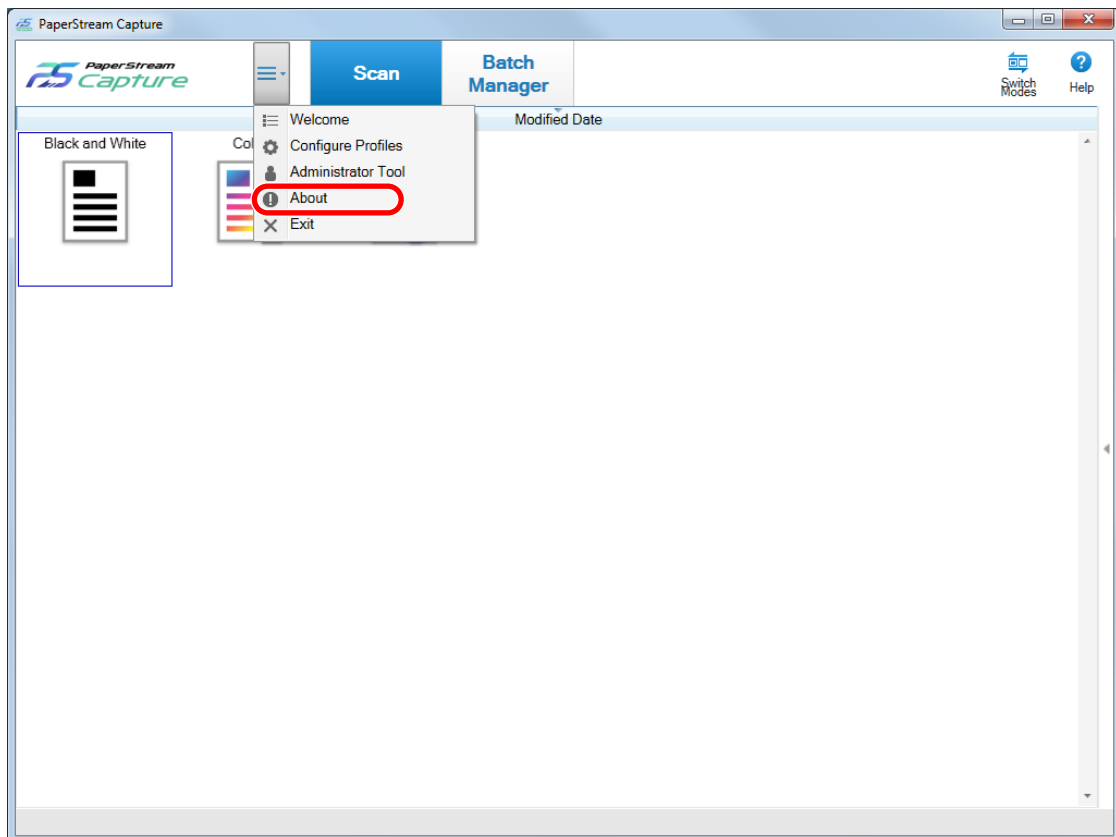 PaperStream Capture
PaperStream
Capture
Scan
Batch
Manager
Switch
Modes
Help
Modified Date
Welcome
Configure Profiles
Administrator Tool
About
Exit
Black and White
Col